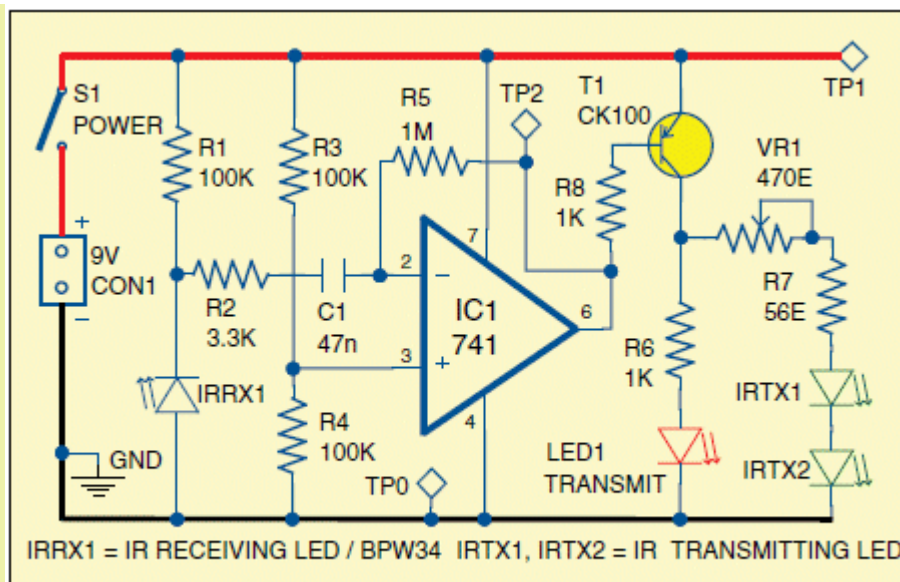 S1
POWER
+
9V
CON1
−
GND
R1
100K
R2
3.3K
IRRX1
R3
100K
R4
100K
C1
47n
R5
1M
TP2
TP0
7
2
−
IC1
741
3
+
4
6
T1
CK100
R8
1K
TP1
VR1
470E
R7
56E
R6
1K
LED1
TRANSMIT
IRTX1
IRTX2
IRRX1 = IR RECEIVING LED / BPW34 IRTX1, IRTX2 = IR TRANSMITTING LED